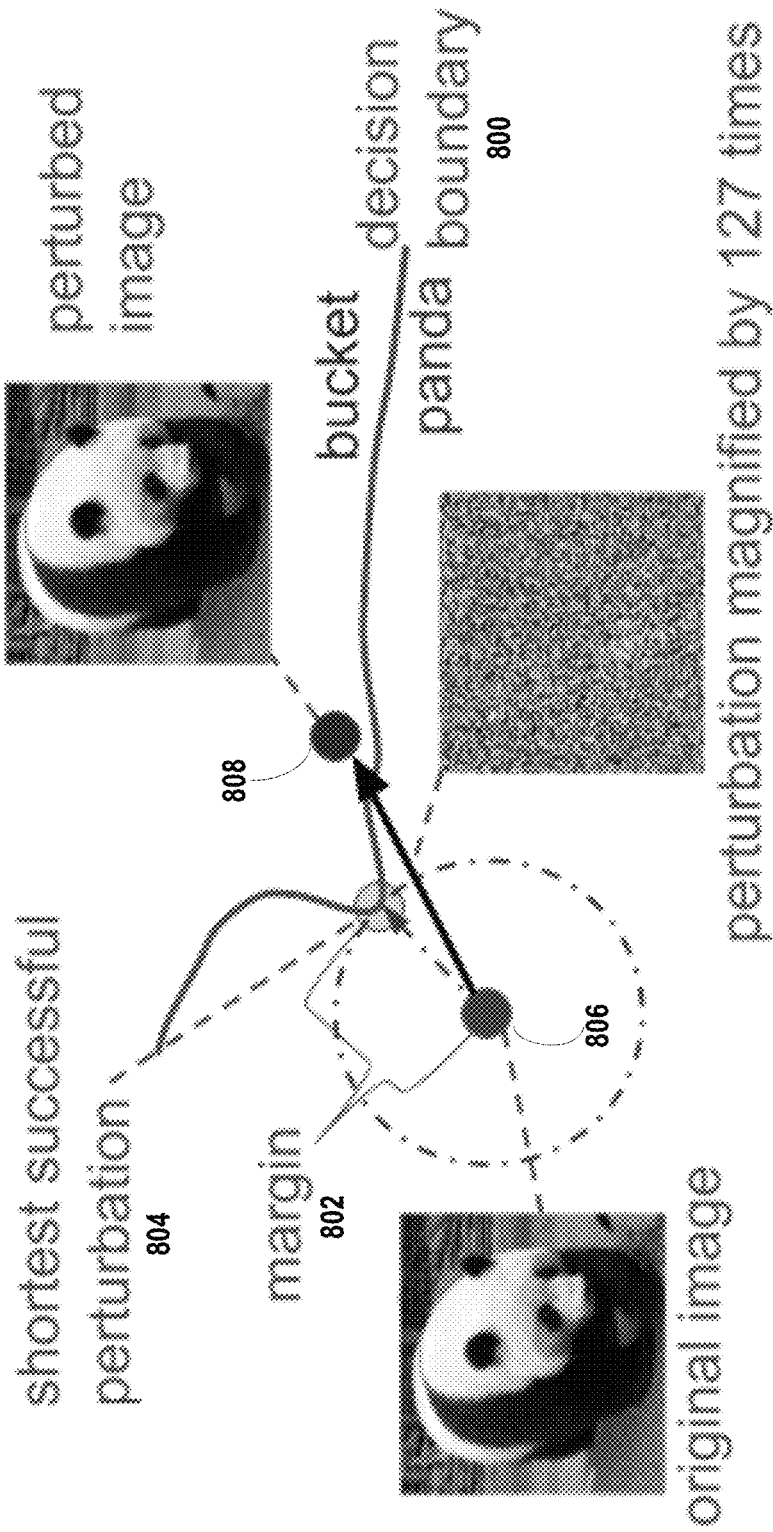 shortest successful
perturbation
804
margin
802
original image
806
808
perturbed
image
bucket
panda
decision
boundary
800
perturbation magnified by 127 times